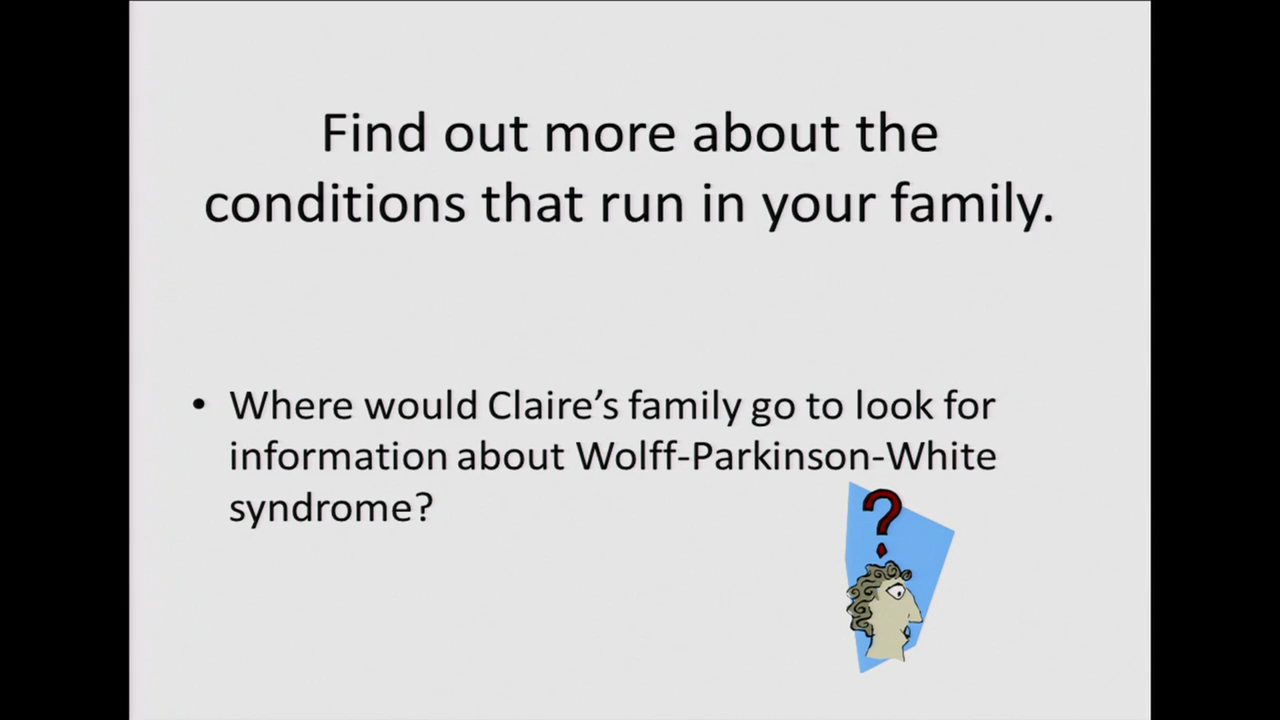 Find out more about the
conditions that run in your family.
• Where would Claire’s family go to look for
information about Wolff-Parkinson-White
syndrome?
?